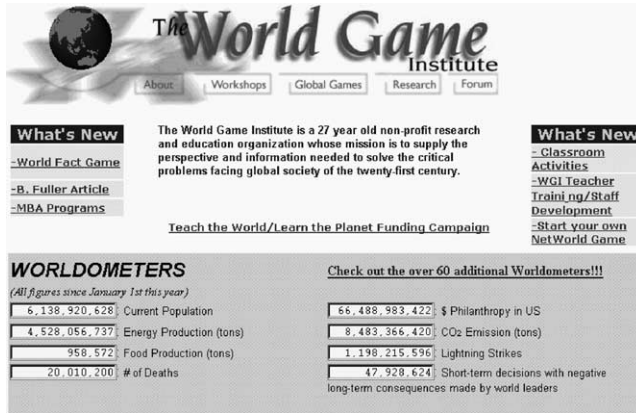 The World Game
Institute
About Workshops Global Games Research Forum
What's New
-World Fact Game
-B. Fuller Article
-MBA Programs
The World Game Institute is a 27 year old non-profit research
and education organization whose mission is to supply the
perspective and information needed to solve the critical
problems facing global society of the twenty-first century.
Teach the World/Learn the Planet Funding Campaign
What's New
- Classroom
Activities
-WGI Teacher
Training/Staff
Development
-Start your own
NetWorld Game
WORLDOMETERS
(All figures since January 1st this year)
6,138,920,628 Current Population
4,528,056,737 Energy Production (tons)
958,572 Food Production (tons)
20,010,200 # of Deaths
Check out the over 60 additional Worldometers!!!
66,488,983,422 $ Philanthropy in US
8,483,366,420 CO2 Emission (tons)
1,198,215,596 Lightning Strikes
47,928,624 Short-term decisions with negative
long-term consequences made by world leaders